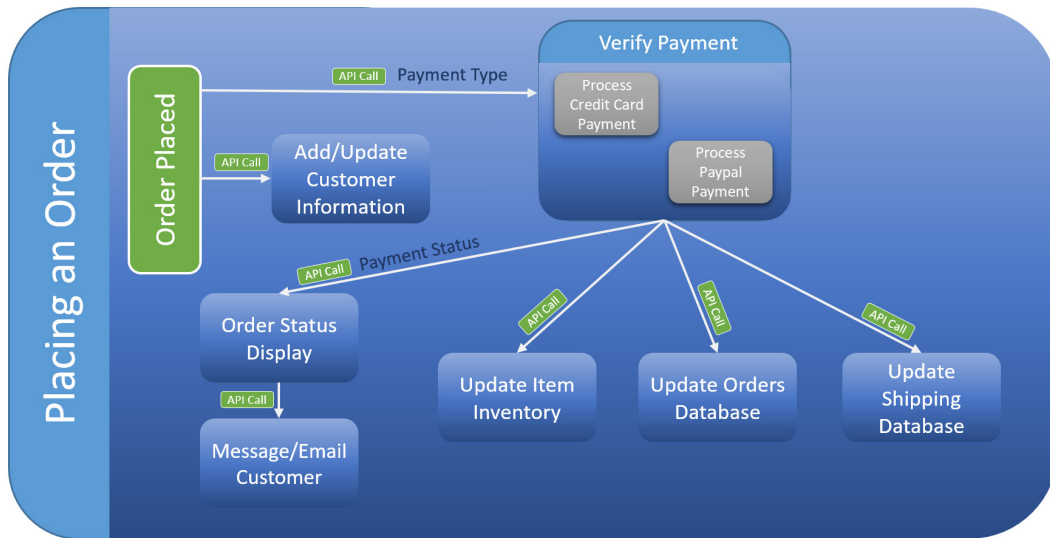 Placing an Order
Order Placed
API Call
Payment Type
Verify Payment
Process
Credit Card
Payment
Process
Paypal
Payment
API Call
Add/Update
Customer
Information
API Call
Payment Status
Order Status
Display
API Call
Message/Email
Customer
API Call
Update Item
Inventory
API Call
Update Orders
Database
API Call
Update
Shipping
Database